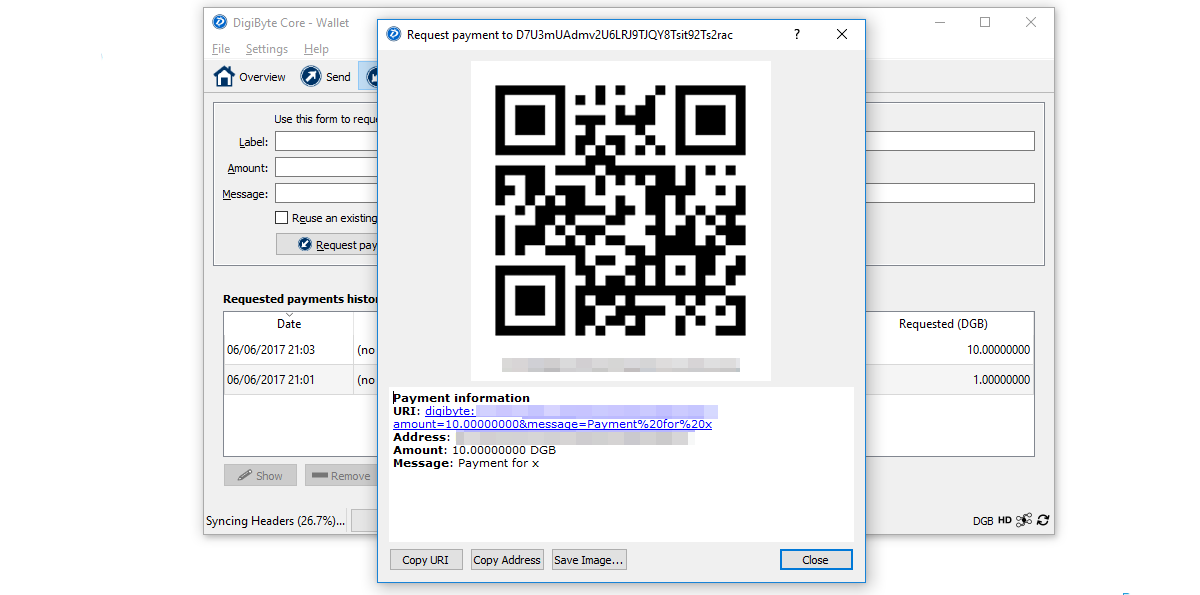 DigiByte Core - Wallet
File Settings Help
Overview Send
Use this form to reque
Label:
Amount:
Message:
Reuse an existing
Request pay
Requested payments histor
Date Requested (DGB)
06/06/2017 21:03 (no 10.00000000
06/06/2017 21:01 (no 1.00000000
Show Remove
Syncing Headers (26.7%)...
DGB HD
Request payment to D7U3mUAdmv2U6LRJ9TJQY8Tsit92Ts2rac ?
Payment information
URI: digibyte:
amount=10.00000000&message=Payment%20for%20x
Address:
Amount: 10.00000000 DGB
Message: Payment for x
Copy URI Copy Address Save Image... Close